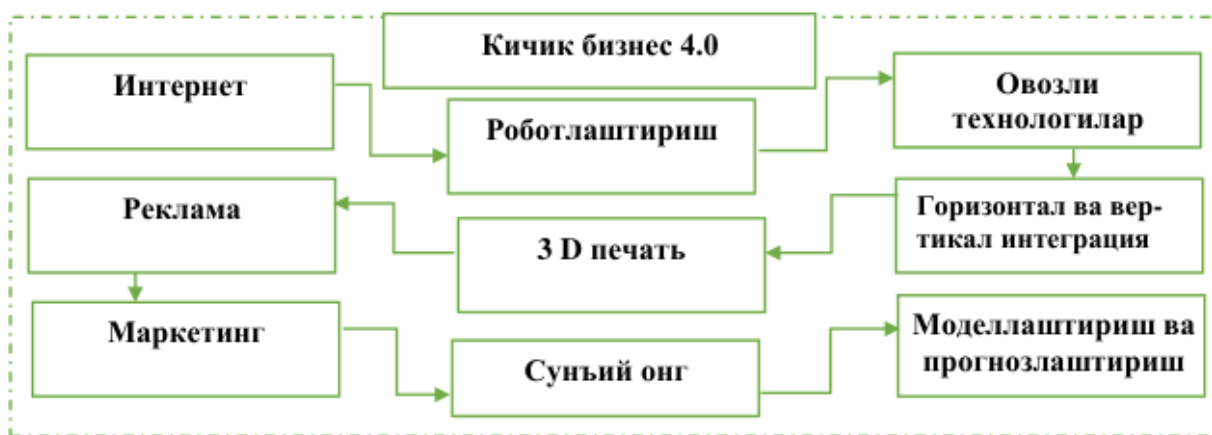 Кичик бизнес 4.0
Интернет
Роботлаштириш
Овозли
технологилар
Горизонтал ва вер-
тикал интеграция
3 D печать
Реклама
Маркетинг
Сунъий онг
Моделлаштириш ва
прогнозлаштириш